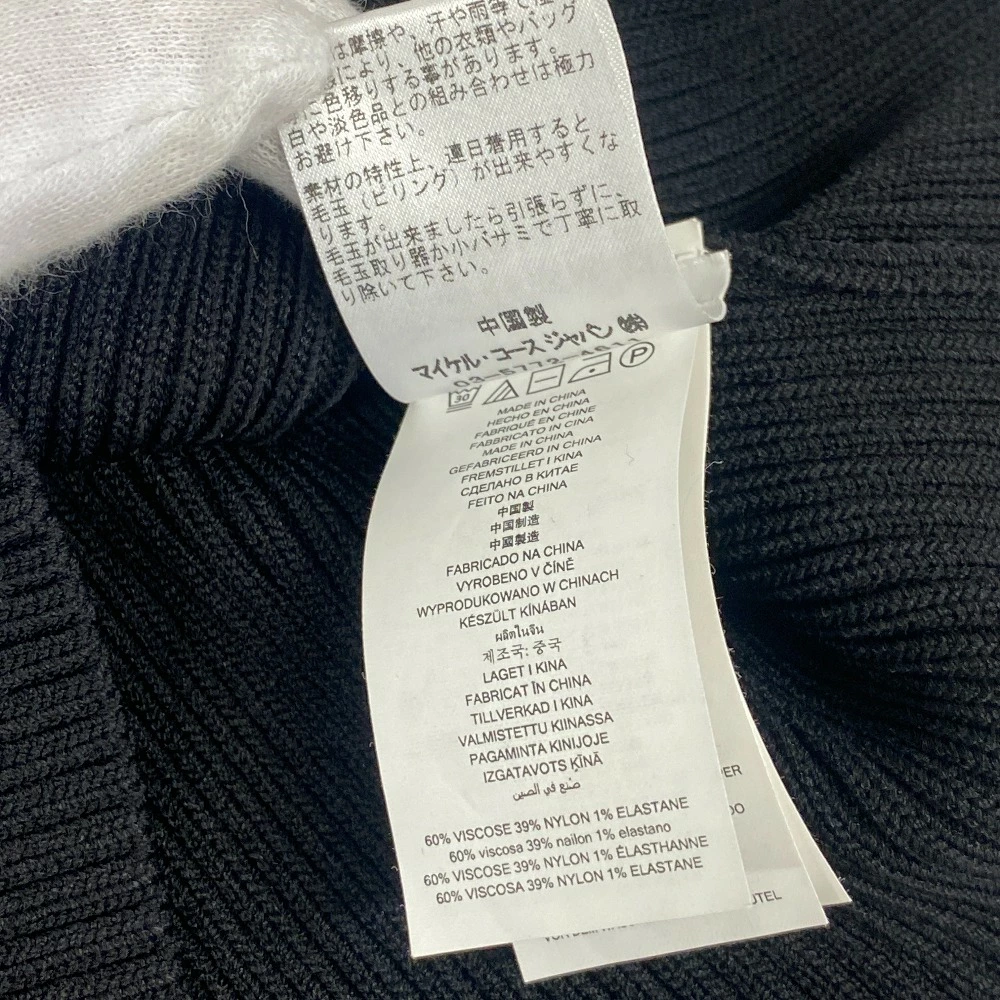 は摩擦や、汗や雨等で
により、他の衣類やバッグ
色移りする事があります。
白や淡色品との組み合わせは極力
お避け下さい。
素材の特性上、連日着用すると
毛玉(ピリング)が出来やすくな
ります。
毛玉が出来ましたら引張らずに、
毛玉取り器か小バサミで丁寧に取
り除いて下さい。
中国製
マイケル・コース ジャパン ㈱
30 P
MADE IN CHINA
HECHO EN CHINA
FABRIQUÉ EN CHINE
FABBRICATO IN CINA
MADE IN CHINA
GEFABRICEERD IN CHINA
FREMSTILLET I KINA
СДЕЛАНО В КИТАЕ
FEITO NA CHINA
中国製
中国制造
中國製造
FABRICADO NA CHINA
VYROBENO V ČÍNĚ
WYPRODUKOWANO W CHINACH
KÉSZÜLT KÍNÁBAN
ผลิตในจีน
제조국: 중국
LAGET I KINA
FABRICAT ÎN CHINA
TILLVERKAD I KINA
VALMISTETTU KIINASSA
PAGAMINTA KINIJOJE
IZGATAVOTS ĶĪNĀ
صنع في الصين
60% VISCOSE 39% NYLON 1% ELASTANE
60% viscosa 39% nailon 1% elastano
60% VISCOSE 39% NYLON 1% ÉLASTHANNE
60% VISCOSA 39% NYLON 1% ELASTANE